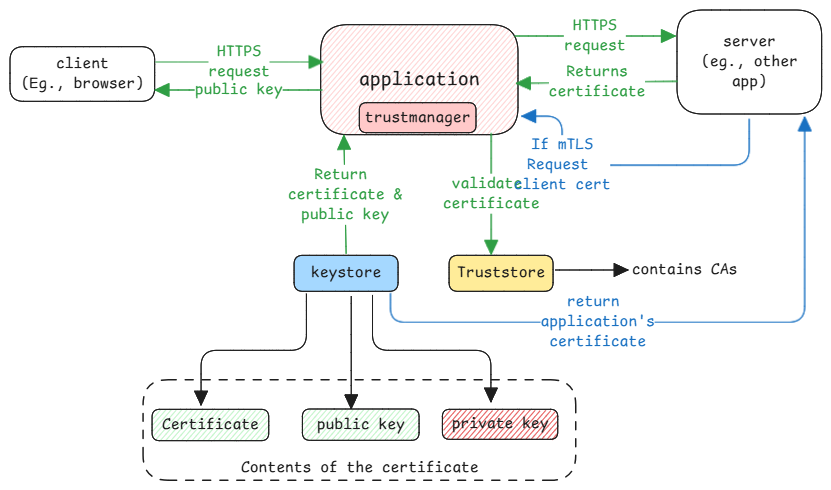 client
(Eg., browser)
HTTPS
request
public key
application
trustmanager
HTTPS
request
Returns
certificate
server
(eg., other
app)
If mTLS
Request
client cert
Return
certificate &
public key
validate
certificate
keystore
Truststore
contains CAs
return
application's
certificate
Certificate
public key
private key
Contents of the certificate